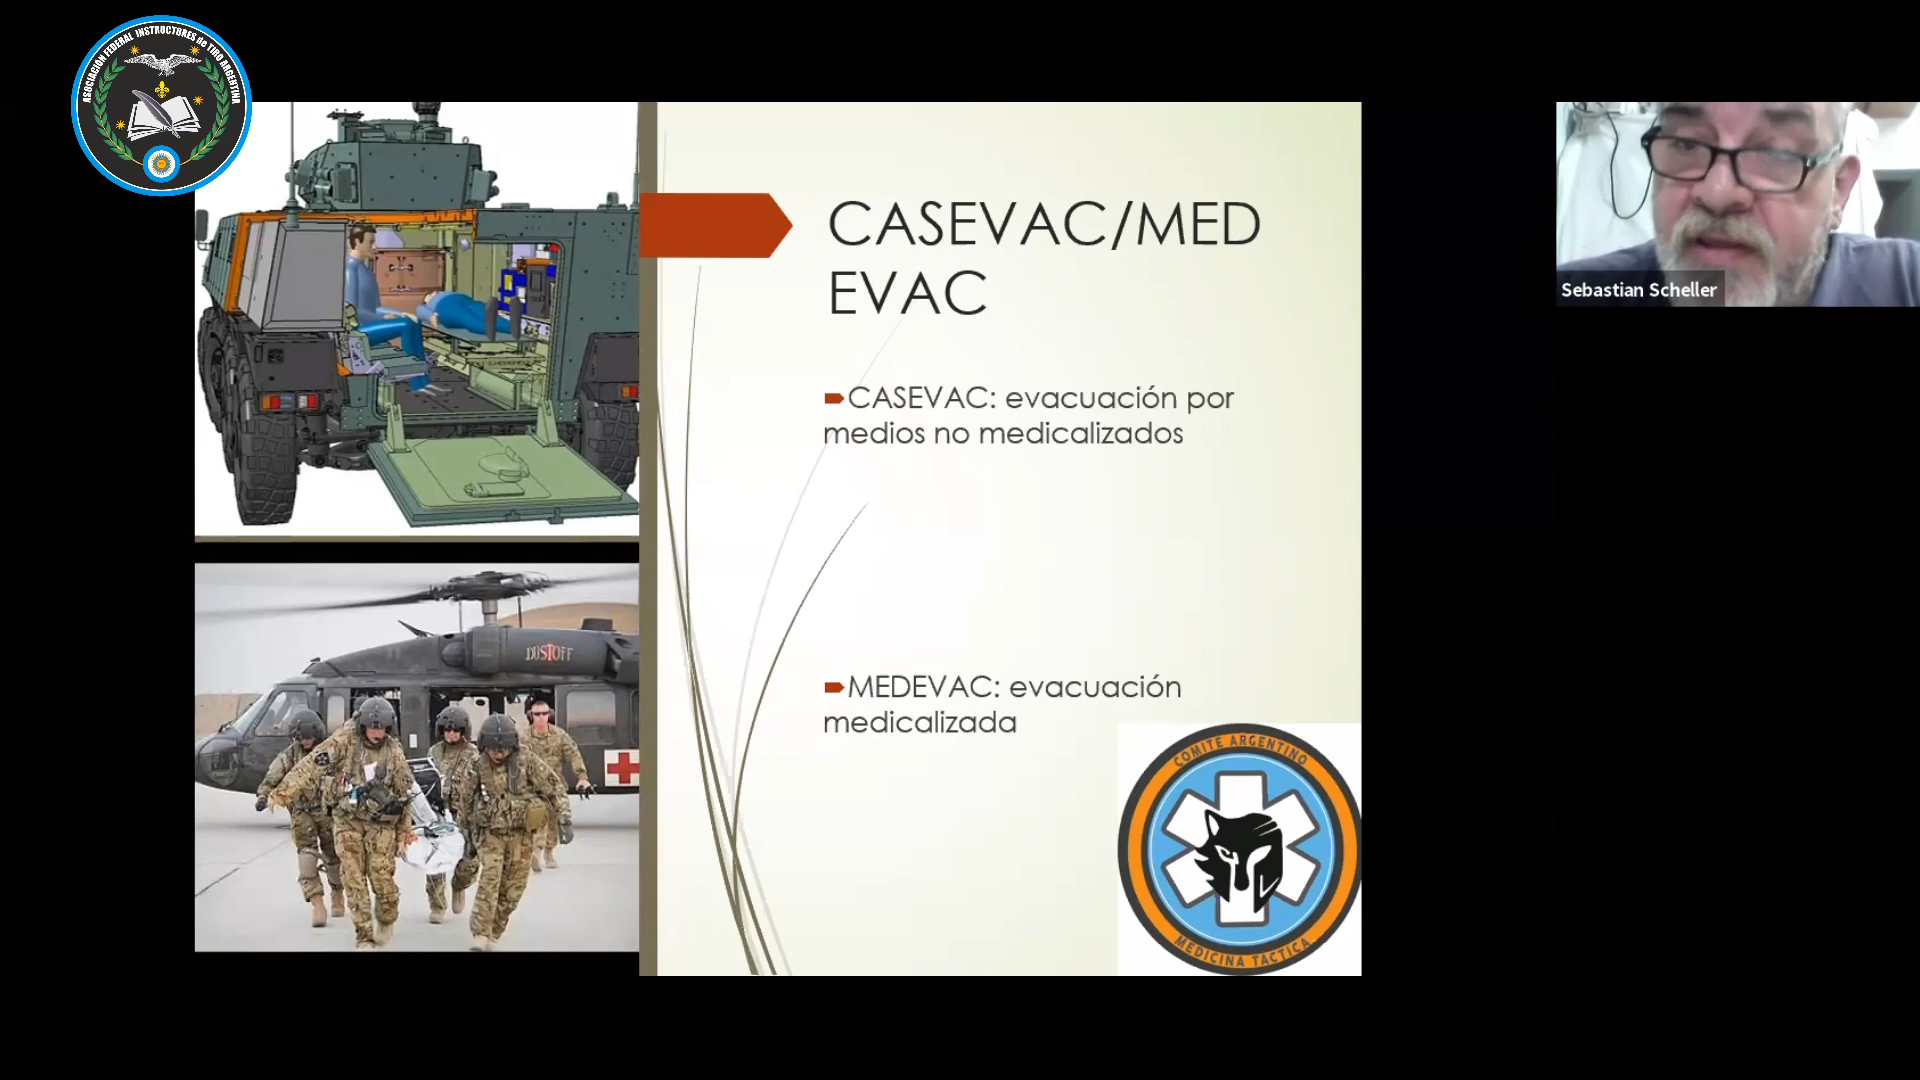 ASOCIACIÓN FEDERAL INSTRUCTORES de TIRO ARGENTINA
CASEVAC/MED
EVAC
CASEVAC: evacuación por
medios no medicalizados
MEDEVAC: evacuación
medicalizada
DUSTOFF
COMITE ARGENTINO
MEDICINA TACTICA
Sebastian Scheller